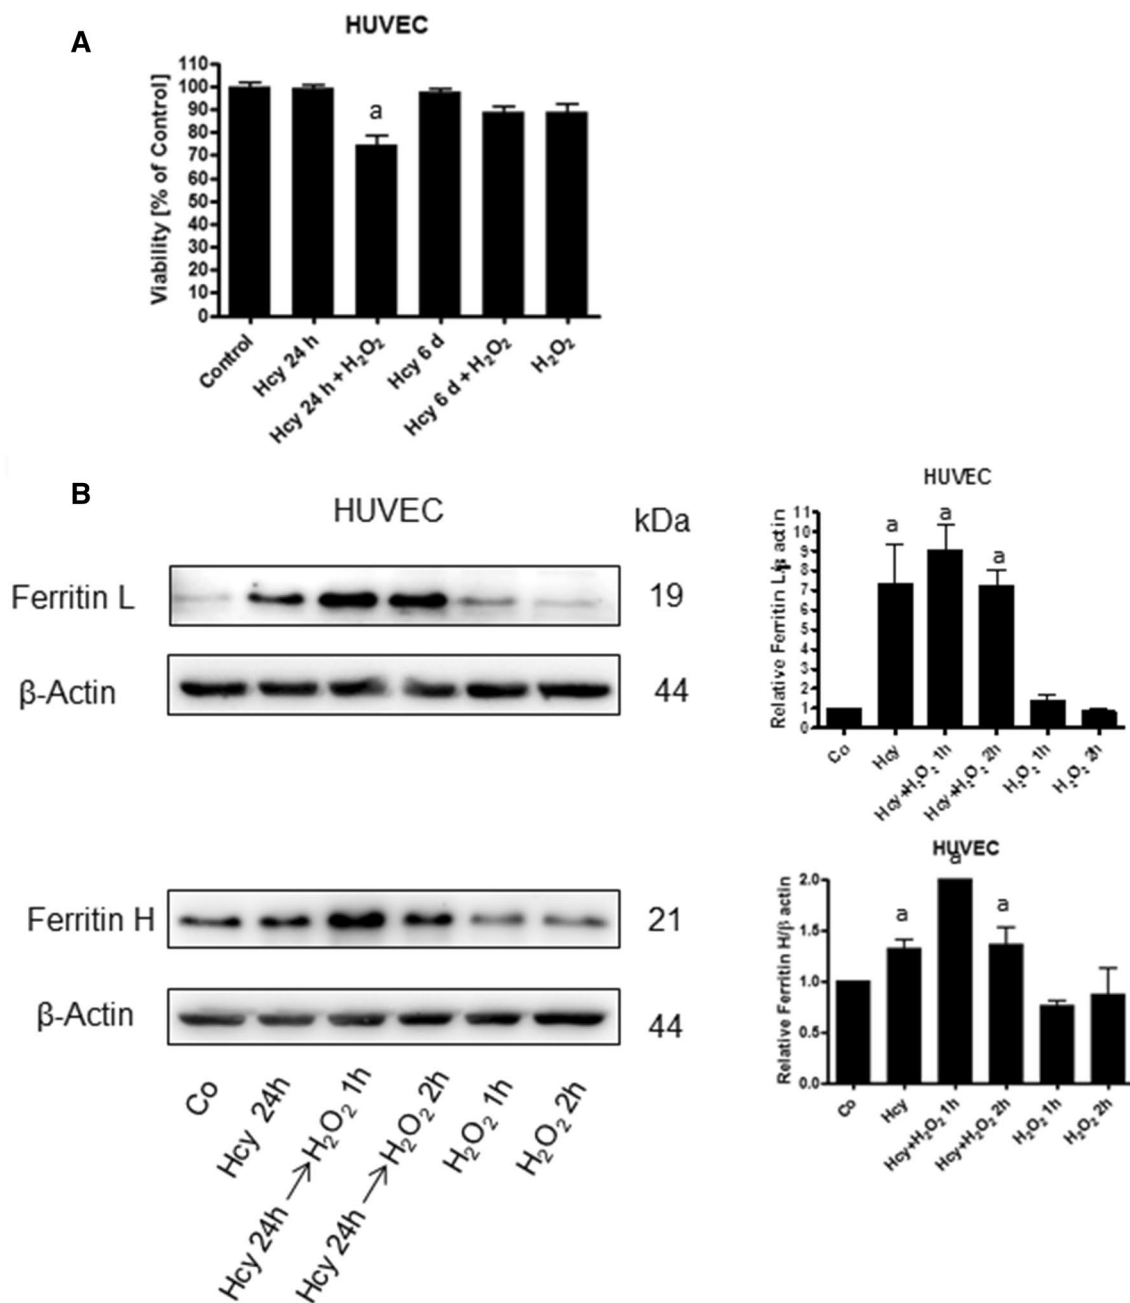 A
HUVEC
Viability [% of Control]
110
100
90
80
70
60
50
40
30
20
10
0
a
Control
Hcy 24 h
Hcy 24 h + H₂O₂
Hcy 6 d
Hcy 6 d + H₂O₂
H₂O₂
B
HUVEC
kDa
Ferritin L
19
β-Actin
44
Ferritin H
21
β-Actin
44
Co
Hcy 24h
Hcy 24h → H₂O₂ 1h
Hcy 24h → H₂O₂ 2h
H₂O₂ 1h
H₂O₂ 2h
HUVEC
Relative Ferritin L/β actin
11
10
9
8
7
6
5
4
3
2
1
0
a
a
a
Co
Hcy
Hcy+H₂O₂ 1h
Hcy+H₂O₂ 2h
H₂O₂ 1h
H₂O₂ 2h
HUVEC
Relative Ferritin H/β actin
2.0
1.5
1.0
0.5
0.0
a
a
a
Co
Hcy
Hcy+H₂O₂ 1h
Hcy+H₂O₂ 2h
H₂O₂ 1h
H₂O₂ 2h